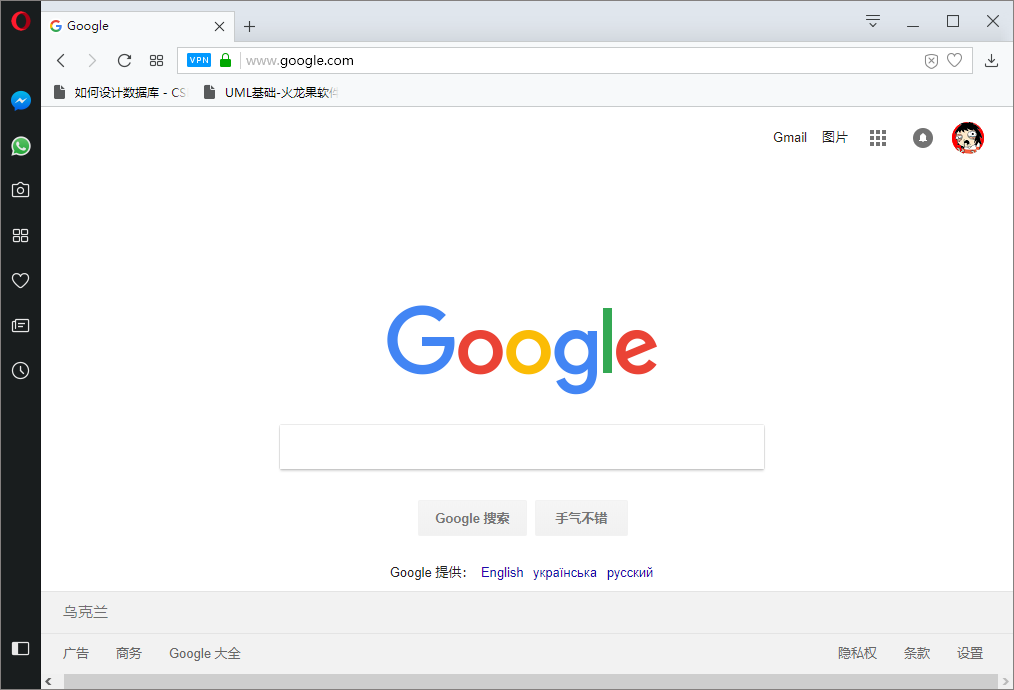 Google
VPN www.google.com
如何设计数据库 - CS UML基础-火龙果软件
Gmail 图片
Google
Google 搜索 手气不错
Google 提供： English українська русский
乌克兰
广告 商务 Google 大全 隐私权 条款 设置